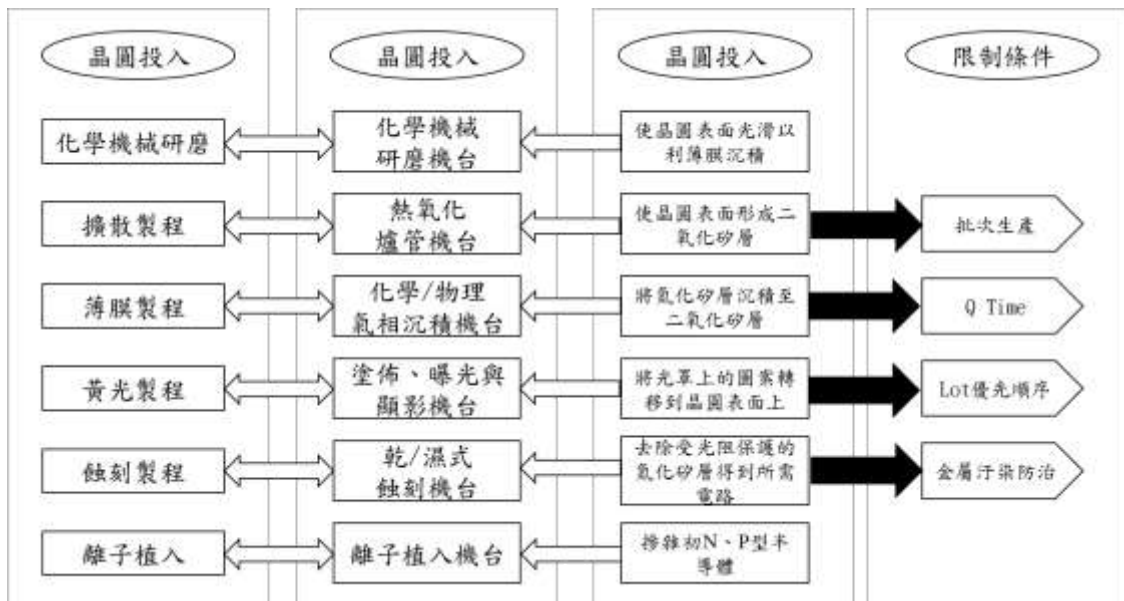 晶圓投入
晶圓投入
晶圓投入
限制條件
化學機械研磨
化學機械
研磨機台
使晶圓表面光滑以
利薄膜沉積
擴散製程
熱氧化
爐管機台
使晶圓表面形成二
氧化矽層
批次生產
薄膜製程
化學/物理
氣相沉積機台
將氮化矽層沉積至
二氧化矽層
Q Time
黃光製程
塗佈、曝光與
顯影機台
將光罩上的圖案轉
移到晶圓表面上
Lot優先順序
蝕刻製程
乾/濕式
蝕刻機台
去除受光阻保護的
氮化矽層得到所需
電路
金屬汙染防治
離子植入
離子植入機台
摻雜初N、P型半
導體